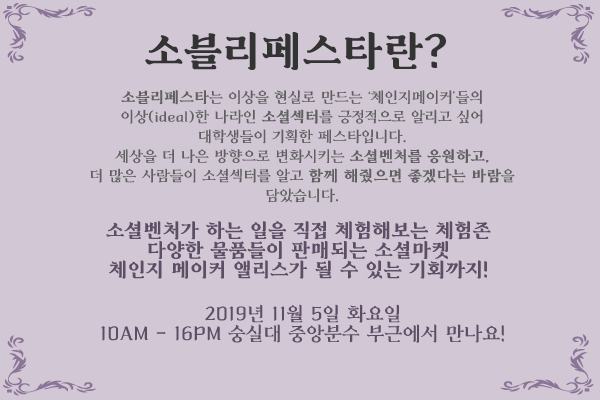 소블리페스타란?
소블리페스타는 이상을 현실로 만드는 '체인지메이커'들의
이상(ideal)한 나라인 소셜섹터를 긍정적으로 알리고 싶어
대학생들이 기획한 페스타입니다.
세상을 더 나은 방향으로 변화시키는 소셜벤처를 응원하고,
더 많은 사람들이 소셜섹터를 알고 함께 해줬으면 좋겠다는 바람을
담았습니다.
소셜벤처가 하는 일을 직접 체험해보는 체험존
다양한 물품들이 판매되는 소셜마켓
체인지 메이커 앨리스가 될 수 있는 기회까지!
2019년 11월 5일 화요일
10AM - 16PM 숭실대 중앙분수 부근에서 만나요!